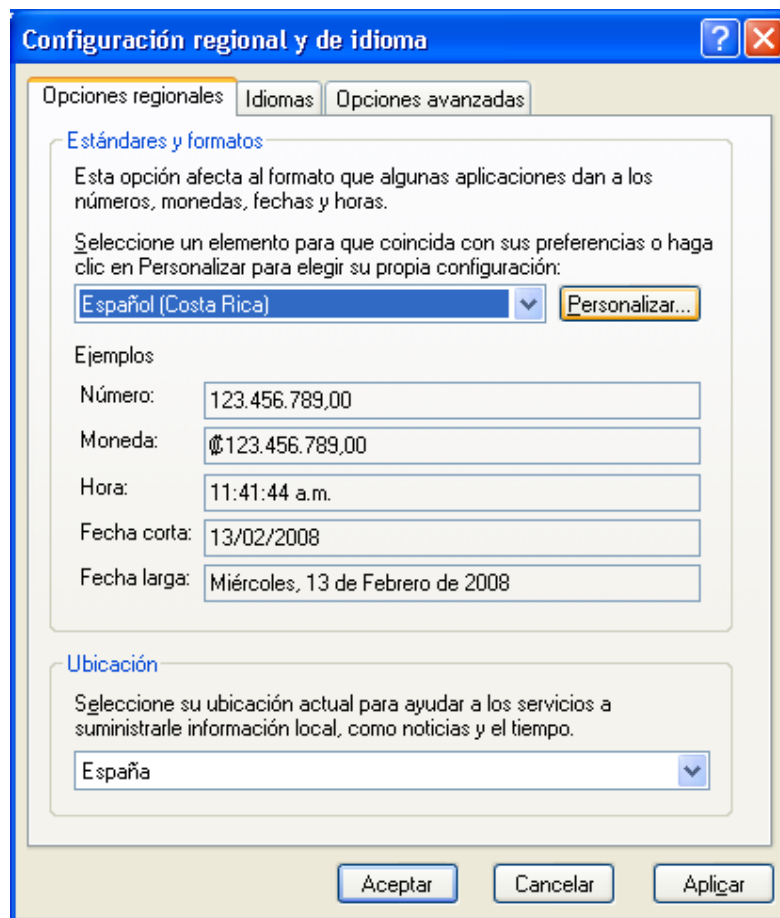 Configuración regional y de idioma
Opciones regionales Idiomas Opciones avanzadas
Estándares y formatos
Esta opción afecta al formato que algunas aplicaciones dan a los
números, monedas, fechas y horas.
Seleccione un elemento para que coincida con sus preferencias o haga
clic en Personalizar para elegir su propia configuración:
Español (Costa Rica) Personalizar...
Ejemplos
Número: 123.456.789,00
Moneda: ₡123.456.789,00
Hora: 11:41:44 a.m.
Fecha corta: 13/02/2008
Fecha larga: Miércoles, 13 de Febrero de 2008
Ubicación
Seleccione su ubicación actual para ayudar a los servicios a
suministrarle información local, como noticias y el tiempo.
España
Aceptar Cancelar Aplicar